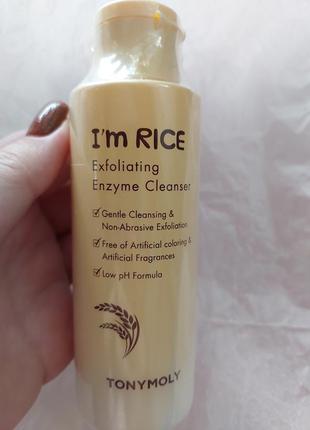 I'm RICE
Exfoliating
Enzyme Cleanser
Gentle Cleansing &
Non-Abrasive Exfoliation
Free of Artificial coloring &
Artificial Fragrances
Low pH Formula
TONYMOLY